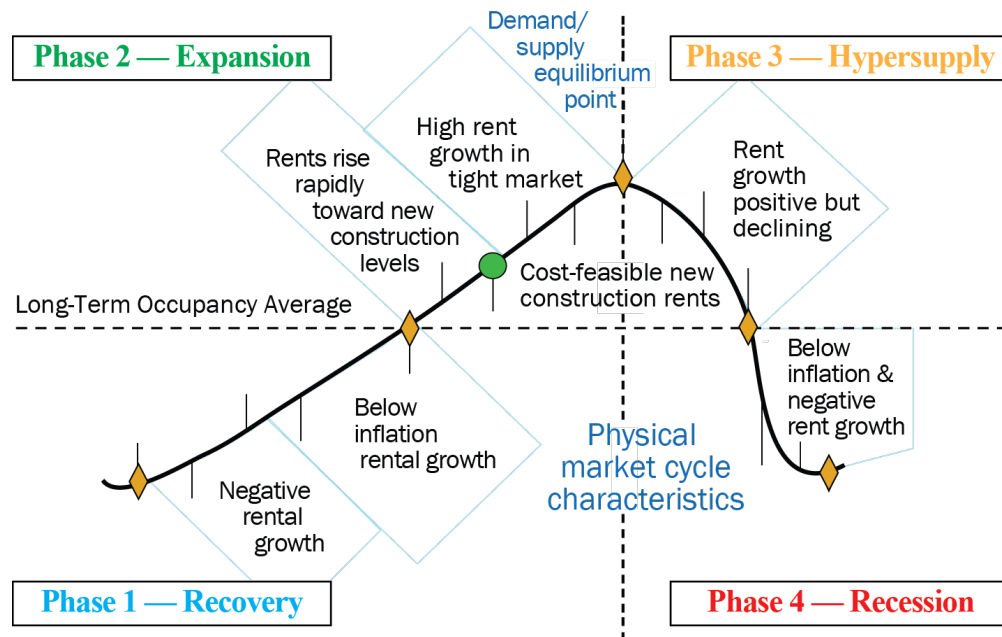 Phase 2 — Expansion
Demand/
supply
equilibrium
point
Phase 3 — Hypersupply
High rent
growth in
tight market
Rents rise
rapidly
toward new
construction
levels
Rent
growth
positive but
declining
Cost-feasible new
construction rents
Long-Term Occupancy Average
Below
inflation &
negative
rent growth
Below
inflation
rental growth
Physical
market cycle
characteristics
Negative
rental
growth
Phase 1 — Recovery
Phase 4 — Recession